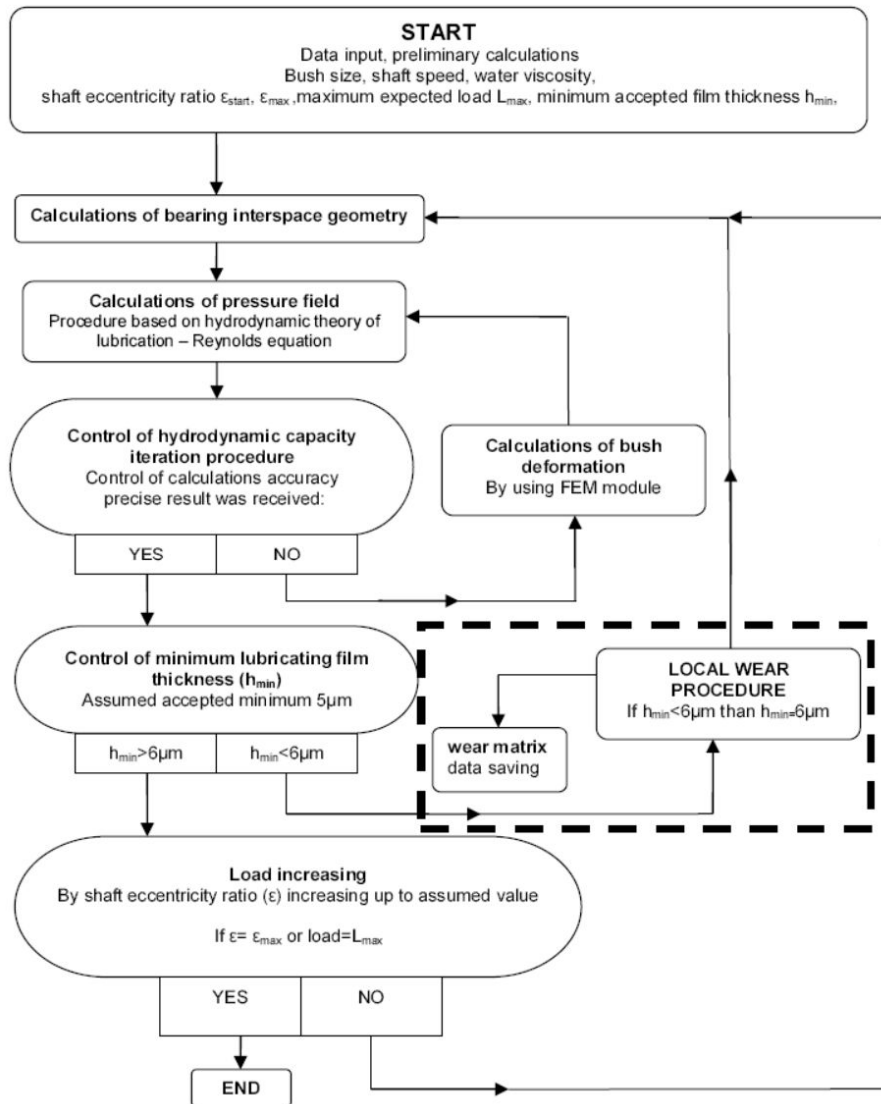 START
Data input, preliminary calculations
Bush size, shaft speed, water viscosity,
shaft eccentricity ratio εstart, εmax ,maximum expected load Lmax, minimum accepted film thickness hmin,
Calculations of bearing interspace geometry
Calculations of pressure field
Procedure based on hydrodynamic theory of
lubrication – Reynolds equation
Control of hydrodynamic capacity
iteration procedure
Control of calculations accuracy
precise result was received:
YES
NO
Calculations of bush
deformation
By using FEM module
Control of minimum lubricating film
thickness (hmin)
Assumed accepted minimum 5µm
hmin>6µm
hmin<6µm
LOCAL WEAR
PROCEDURE
If hmin<6µm than hmin=6µm
wear matrix
data saving
Load increasing
By shaft eccentricity ratio (ε) increasing up to assumed value
If ε= εmax or load=Lmax
YES
NO
END